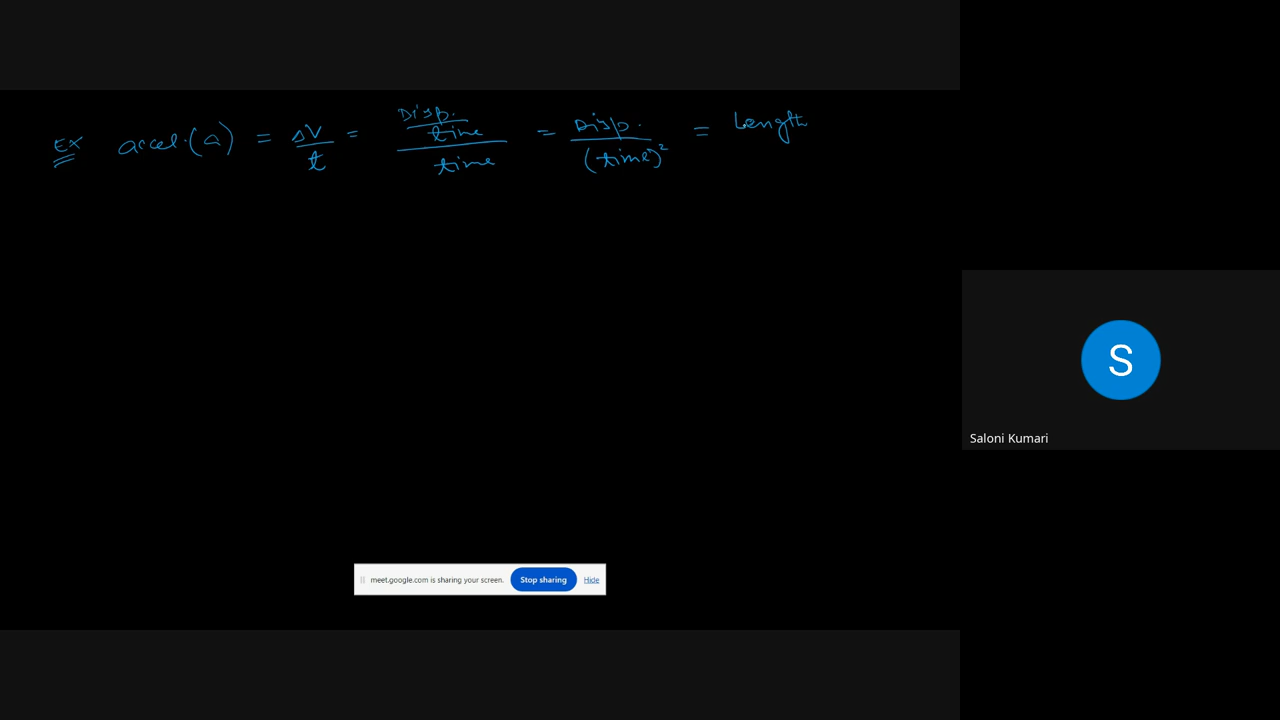 EX accel.(a) = ΔV/t = (Disp./time)/time = Disp./(time)² = Length
S
Saloni Kumari
meet.google.com is sharing your screen. Stop sharing Hide